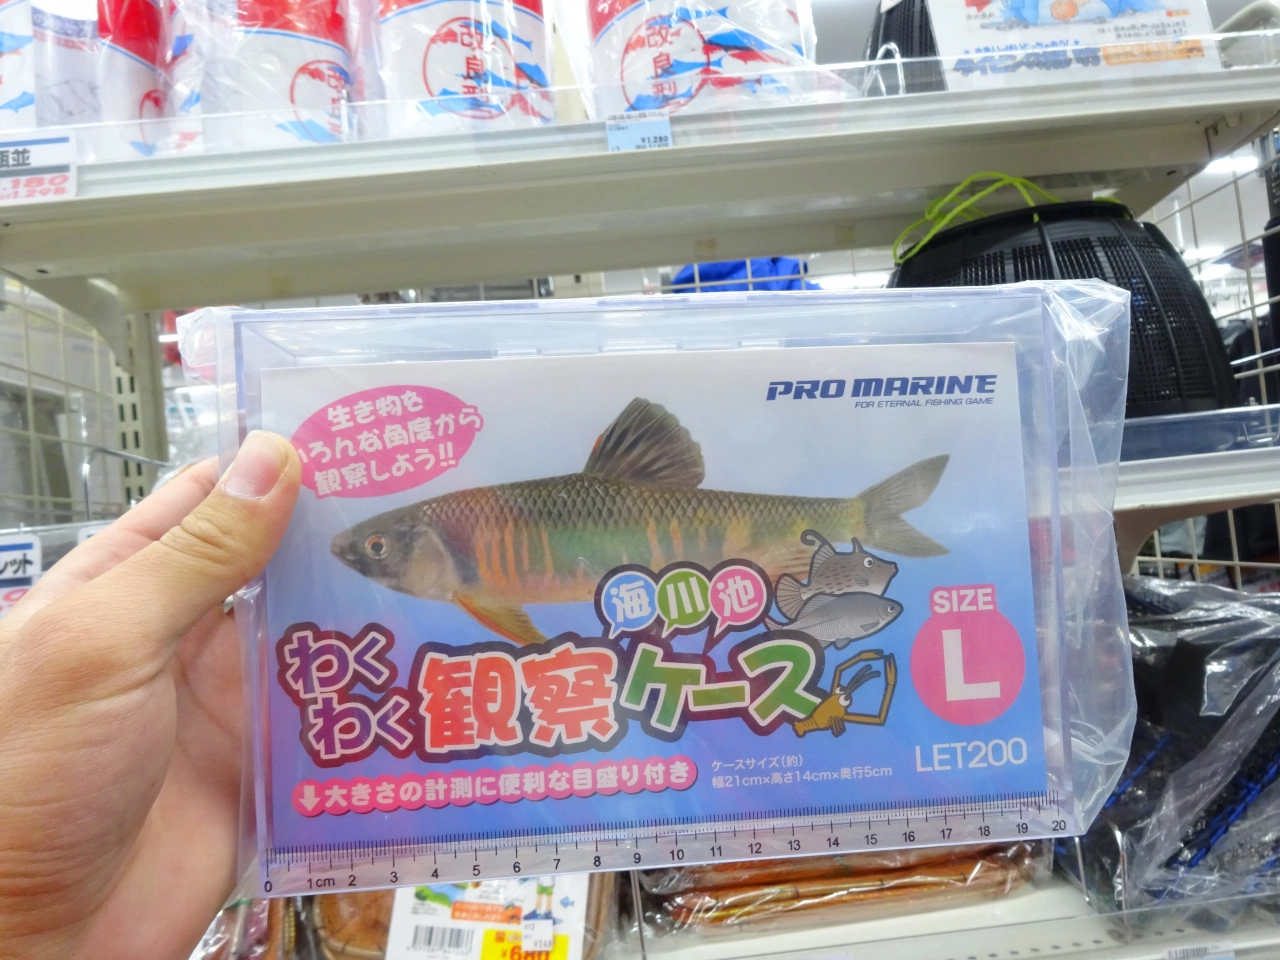 改良型
改良型
¥1,280
瓶並
PRO MARINE
FOR ETERNAL FISHING GAME
生き物を
いろんな角度から
観察しよう!!
海川池
わくわく観察ケース
SIZE
L
LET200
↓大きさの計測に便利な目盛り付き
ケースサイズ(約)
幅21cm×高さ14cm×奥行5cm
0 1cm 2 3 4 5 6 7 8 9 10 11 12 13 14 15 16 17 18 19 20